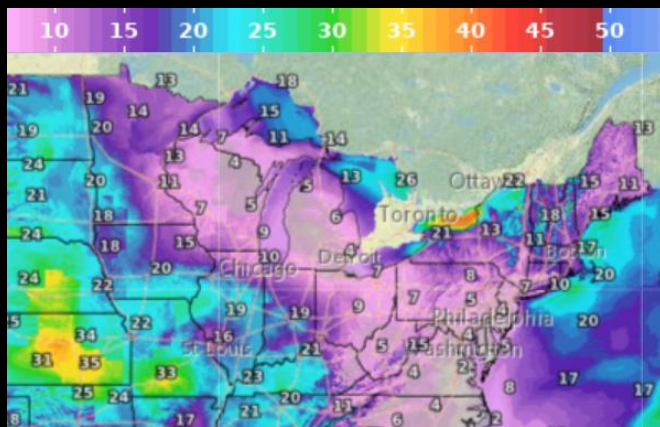 10 15 20 25 30 35 40 45 50
13 18
21 19 14 15
19 20 14 7 11 14 13
24 13 4
21 20 11 5 13 26 Ottawa 22 15 11
18 7 5 6 Toronto 18 15
24 18 15 9 21 13 11 17 Boston
10 4
24 22 20 Chicago Detroit 7 8 7 10 20
25 22 19 19 9 7 5 4 20
34 16 Philadelphia
31 35 St Louis 21 5 15 Washington 5
33 23 4 2 17
25 24 20 8 17
8 17 21 11 6 4 2